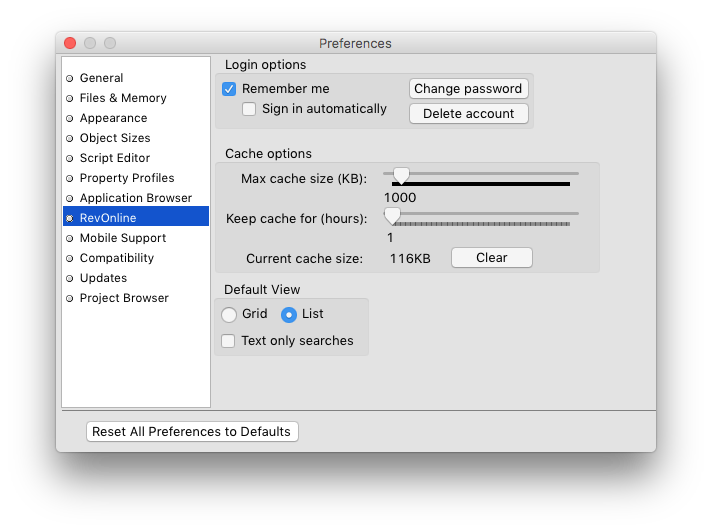 Preferences
General
Files & Memory
Appearance
Object Sizes
Script Editor
Property Profiles
Application Browser
RevOnline
Mobile Support
Compatibility
Updates
Project Browser
Login options
Remember me
Change password
Sign in automatically
Delete account
Cache options
Max cache size (KB):
1000
Keep cache for (hours):
1
Current cache size: 116KB Clear
Default View
Grid List
Text only searches
Reset All Preferences to Defaults